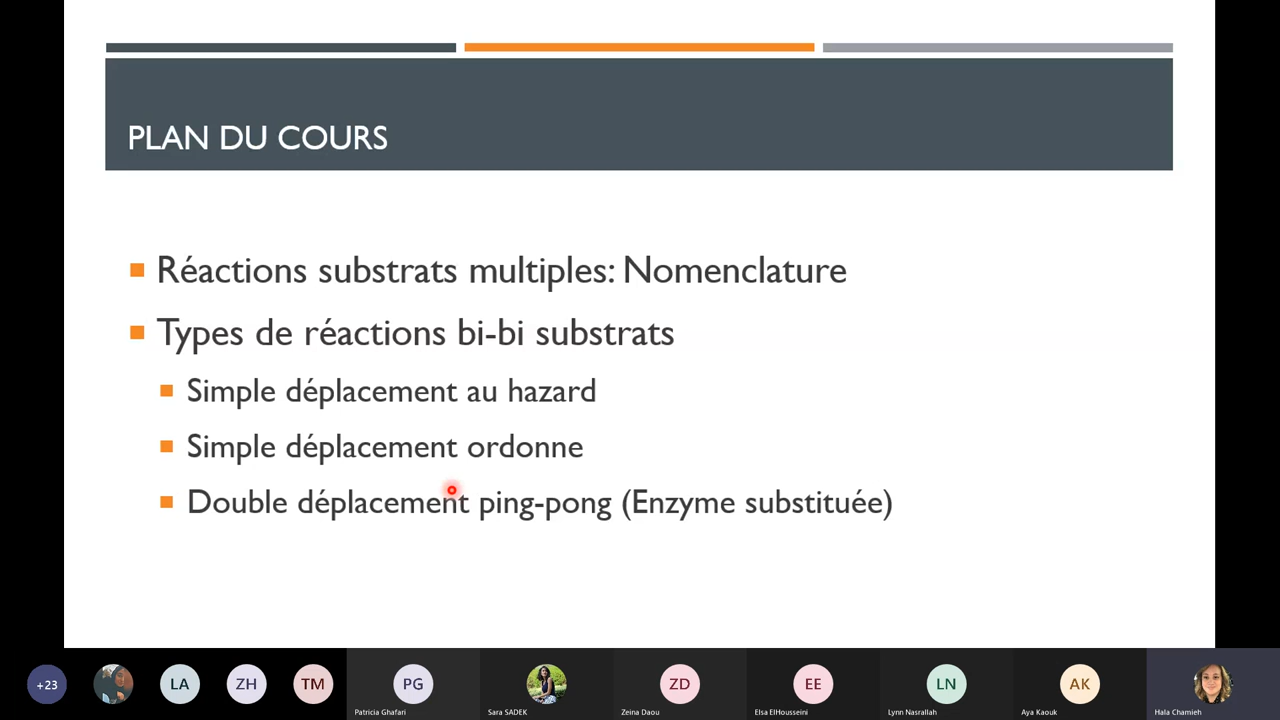 PLAN DU COURS
Réactions substrats multiples: Nomenclature
Types de réactions bi-bi substrats
Simple déplacement au hazard
Simple déplacement ordonne
Double déplacement ping-pong (Enzyme substituée)
+23
LA
ZH
TM
PG
ZD
EE
LN
AK
Patricia Ghafari
Sara SADEK
Zeina Daou
Elsa ElHousseini
Lynn Nasrallah
Aya Kaouk
Hala Chamieh